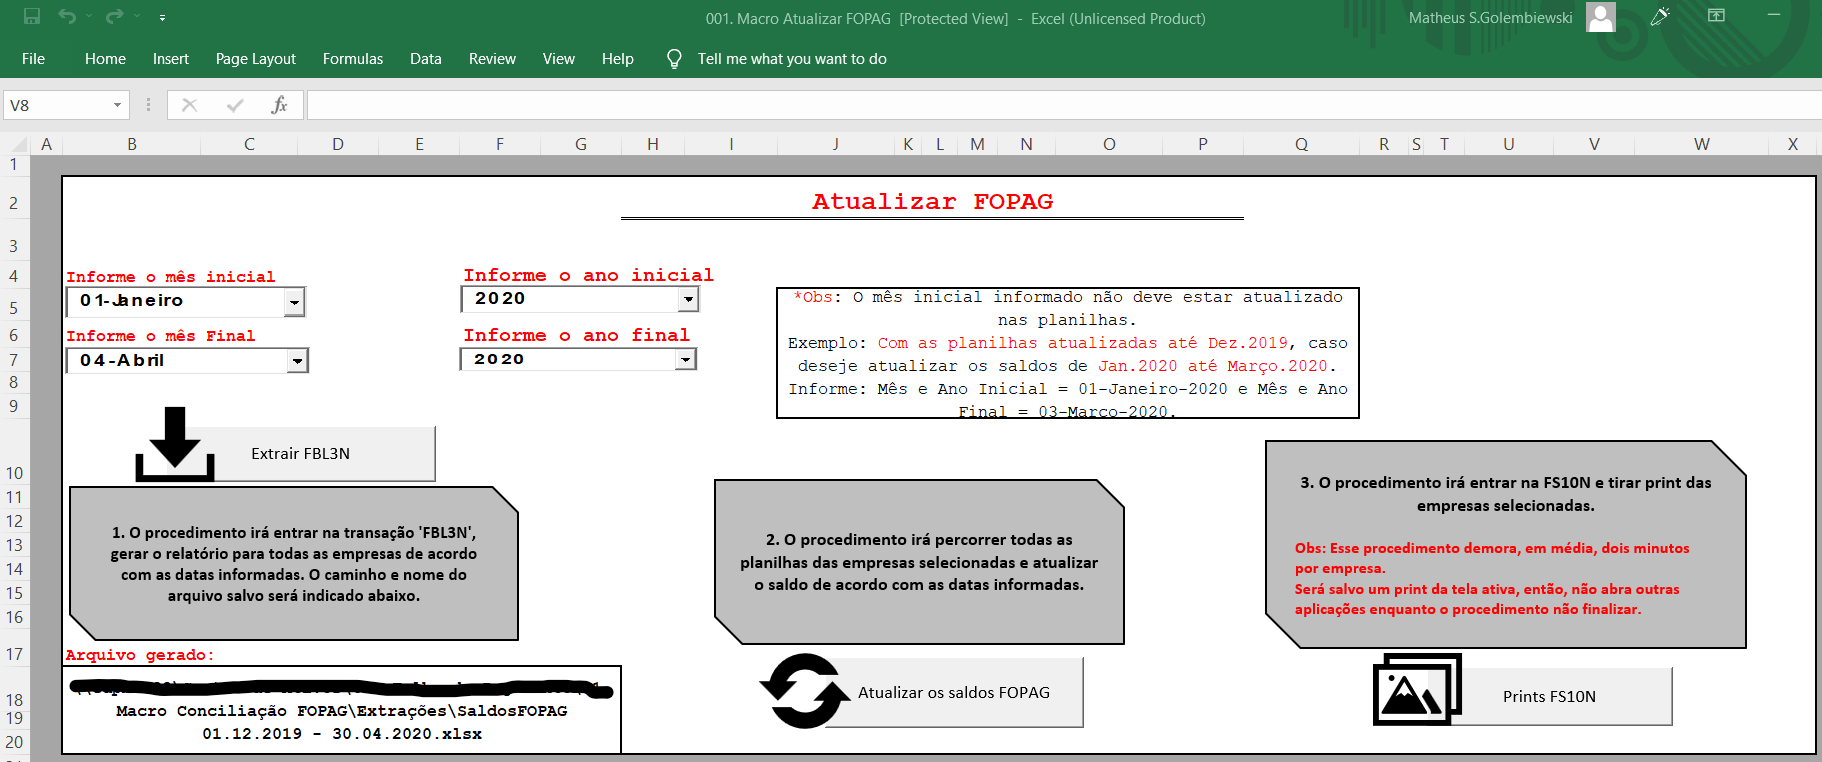 001. Macro Atualizar FOPAG  [Protected View]  -  Excel (Unlicensed Product)
Matheus S.Golembiewski
File Home Insert Page Layout Formulas Data Review View Help Tell me what you want to do
V8
fx
A B C D E F G H I J K L M N O P Q R S T U V W X
1
2
3
4
5
6
7
8
9
10
11
12
13
14
15
16
17
18
19
20
Atualizar FOPAG
Informe o mês inicial
01-Janeiro
Informe o mês Final
04-Abril
Informe o ano inicial
2020
Informe o ano final
2020
*Obs: O mês inicial informado não deve estar atualizado
nas planilhas.
Exemplo: Com as planilhas atualizadas até Dez.2019, caso
deseje atualizar os saldos de Jan.2020 até Março.2020.
Informe: Mês e Ano Inicial = 01-Janeiro-2020 e Mês e Ano
Final = 03-Março-2020.
Extrair FBL3N
1. O procedimento irá entrar na transação 'FBL3N',
gerar o relatório para todas as empresas de acordo
com as datas informadas. O caminho e nome do
arquivo salvo será indicado abaixo.
Arquivo gerado:
Macro Conciliação FOPAG\Extrações\SaldosFOPAG
01.12.2019 - 30.04.2020.xlsx
2. O procedimento irá percorrer todas as
planilhas das empresas selecionadas e atualizar
o saldo de acordo com as datas informadas.
Atualizar os saldos FOPAG
3. O procedimento irá entrar na FS10N e tirar print das
empresas selecionadas.
Obs: Esse procedimento demora, em média, dois minutos
por empresa.
Será salvo um print da tela ativa, então, não abra outras
aplicações enquanto o procedimento não finalizar.
Prints FS10N